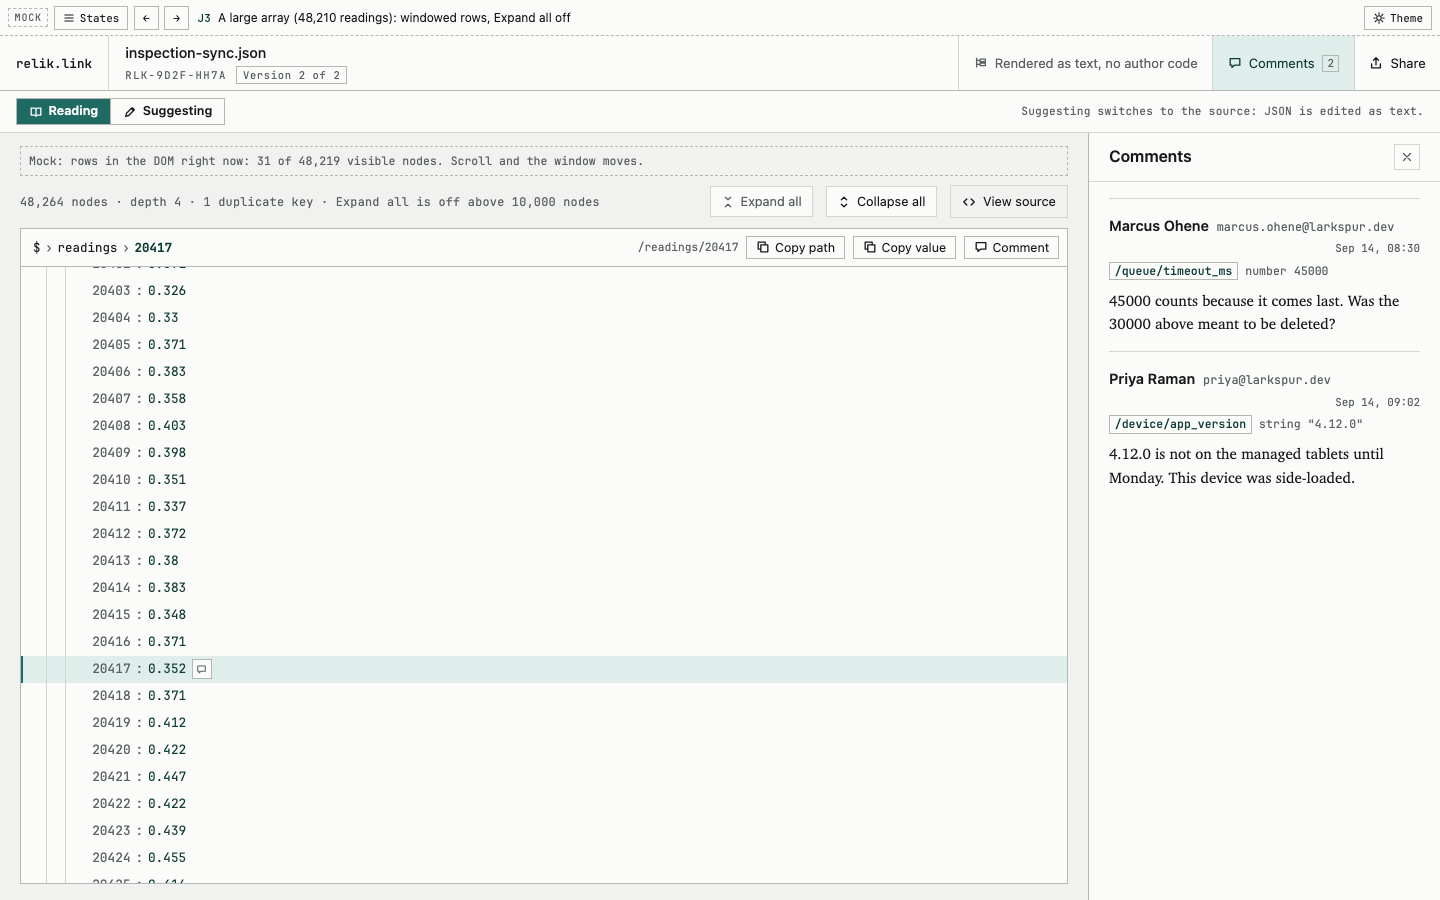 MOCK States ← → J3 A large array (48,210 readings): windowed rows, Expand all off Theme
relik.link
inspection-sync.json
RLK-9D2F-HH7A Version 2 of 2
Rendered as text, no author code
Comments 2
Share
Reading Suggesting
Suggesting switches to the source: JSON is edited as text.
Mock: rows in the DOM right now: 31 of 48,219 visible nodes. Scroll and the window moves.
48,264 nodes · depth 4 · 1 duplicate key · Expand all is off above 10,000 nodes
Expand all Collapse all View source
$ › readings › 20417
/readings/20417 Copy path Copy value Comment
20403 : 0.326
20404 : 0.33
20405 : 0.371
20406 : 0.383
20407 : 0.358
20408 : 0.403
20409 : 0.398
20410 : 0.351
20411 : 0.337
20412 : 0.372
20413 : 0.38
20414 : 0.383
20415 : 0.348
20416 : 0.371
20417 : 0.352
20418 : 0.371
20419 : 0.412
20420 : 0.422
20421 : 0.447
20422 : 0.422
20423 : 0.439
20424 : 0.455
Comments
Marcus Ohene marcus.ohene@larkspur.dev
Sep 14, 08:30
/queue/timeout_ms number 45000
45000 counts because it comes last. Was the
30000 above meant to be deleted?
Priya Raman priya@larkspur.dev
Sep 14, 09:02
/device/app_version string "4.12.0"
4.12.0 is not on the managed tablets until
Monday. This device was side-loaded.